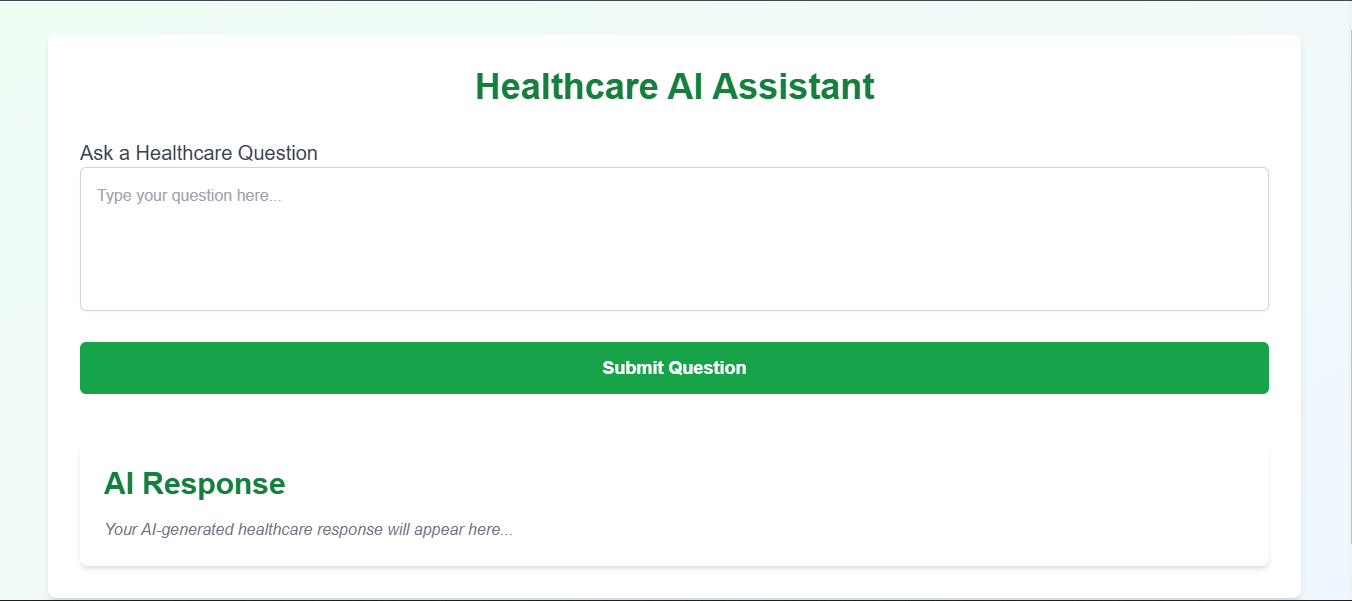 Healthcare AI Assistant
Ask a Healthcare Question
Type your question here...
Submit Question
AI Response
Your AI-generated healthcare response will appear here...